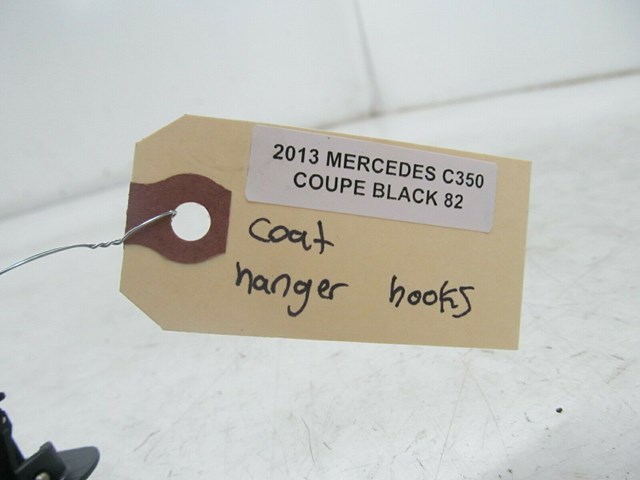 2013 MERCEDES C350
COUPE BLACK 82
coat
hanger hooks